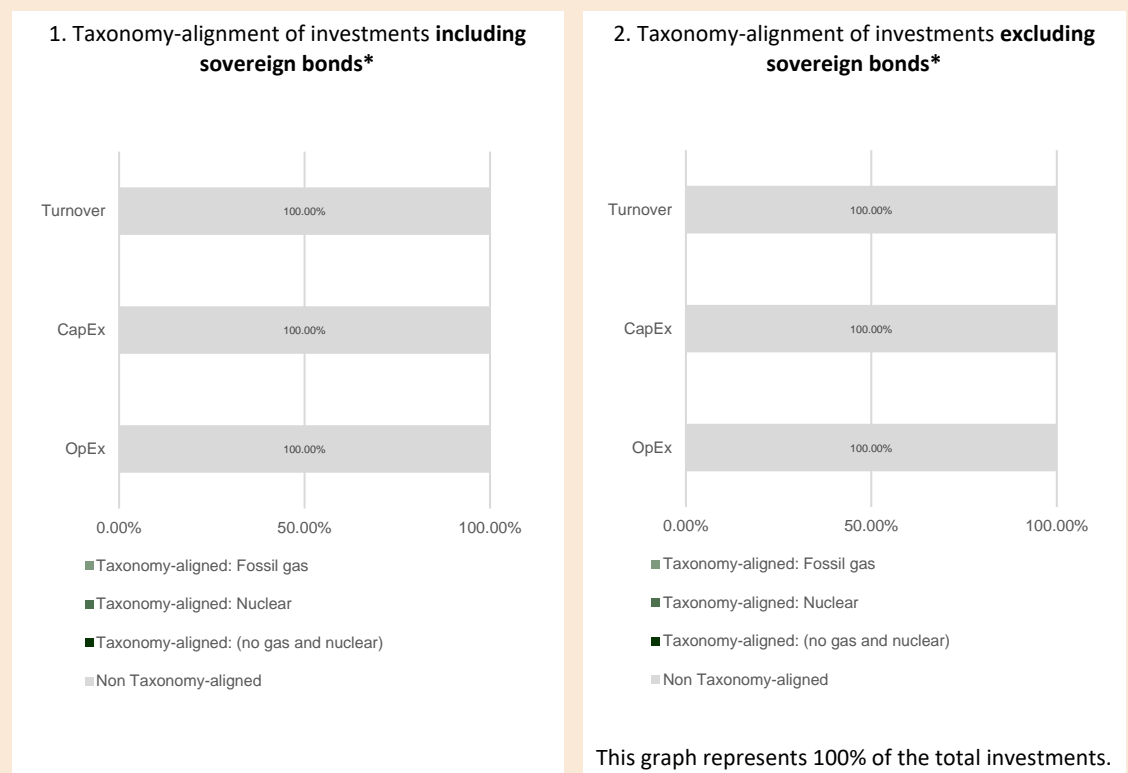 1. Taxonomy-alignment of investments including
sovereign bonds*
Turnover
100.00%
CapEx
100.00%
OpEx
100.00%
0.00% 50.00% 100.00%
Taxonomy-aligned: Fossil gas
Taxonomy-aligned: Nuclear
Taxonomy-aligned: (no gas and nuclear)
Non Taxonomy-aligned
2. Taxonomy-alignment of investments excluding
sovereign bonds*
Turnover
100.00%
CapEx
100.00%
OpEx
100.00%
0.00% 50.00% 100.00%
Taxonomy-aligned: Fossil gas
Taxonomy-aligned: Nuclear
Taxonomy-aligned: (no gas and nuclear)
Non Taxonomy-aligned
This graph represents 100% of the total investments.